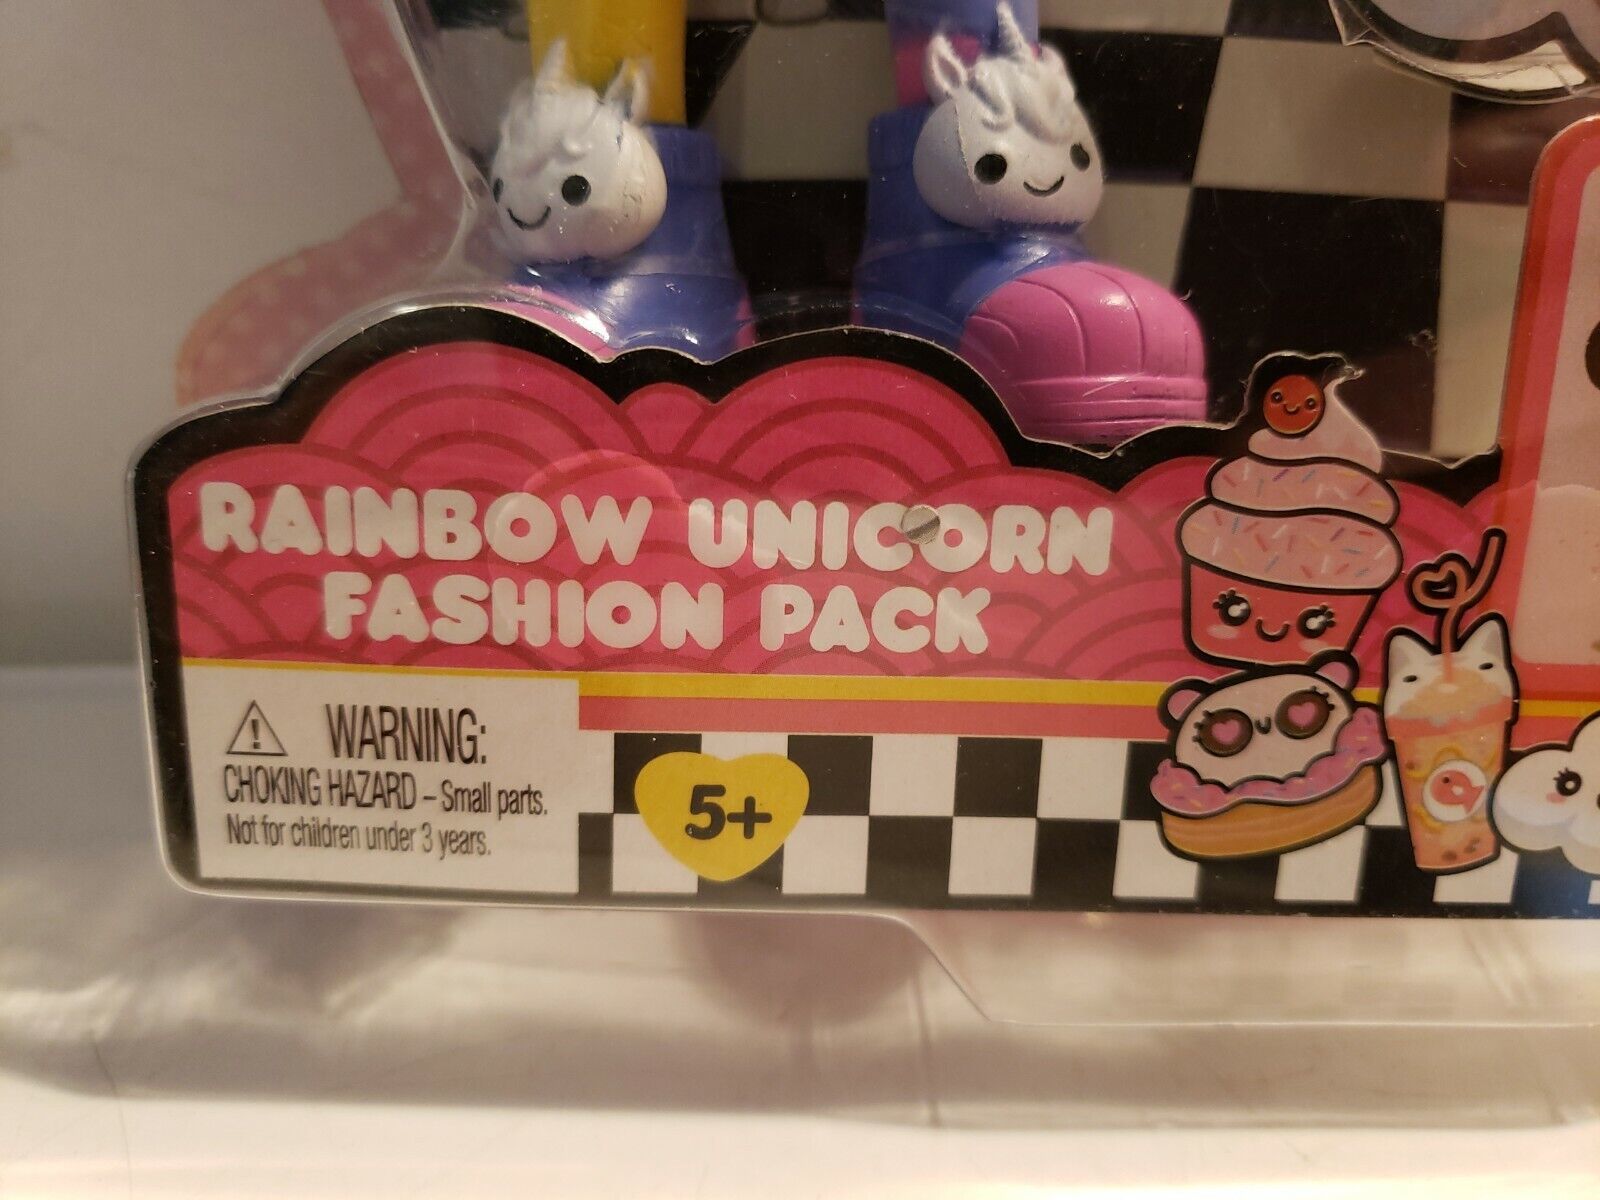 RAINBOW UNICORN
FASHION PACK
WARNING:
CHOKING HAZARD – Small parts.
Not for children under 3 years.
5+